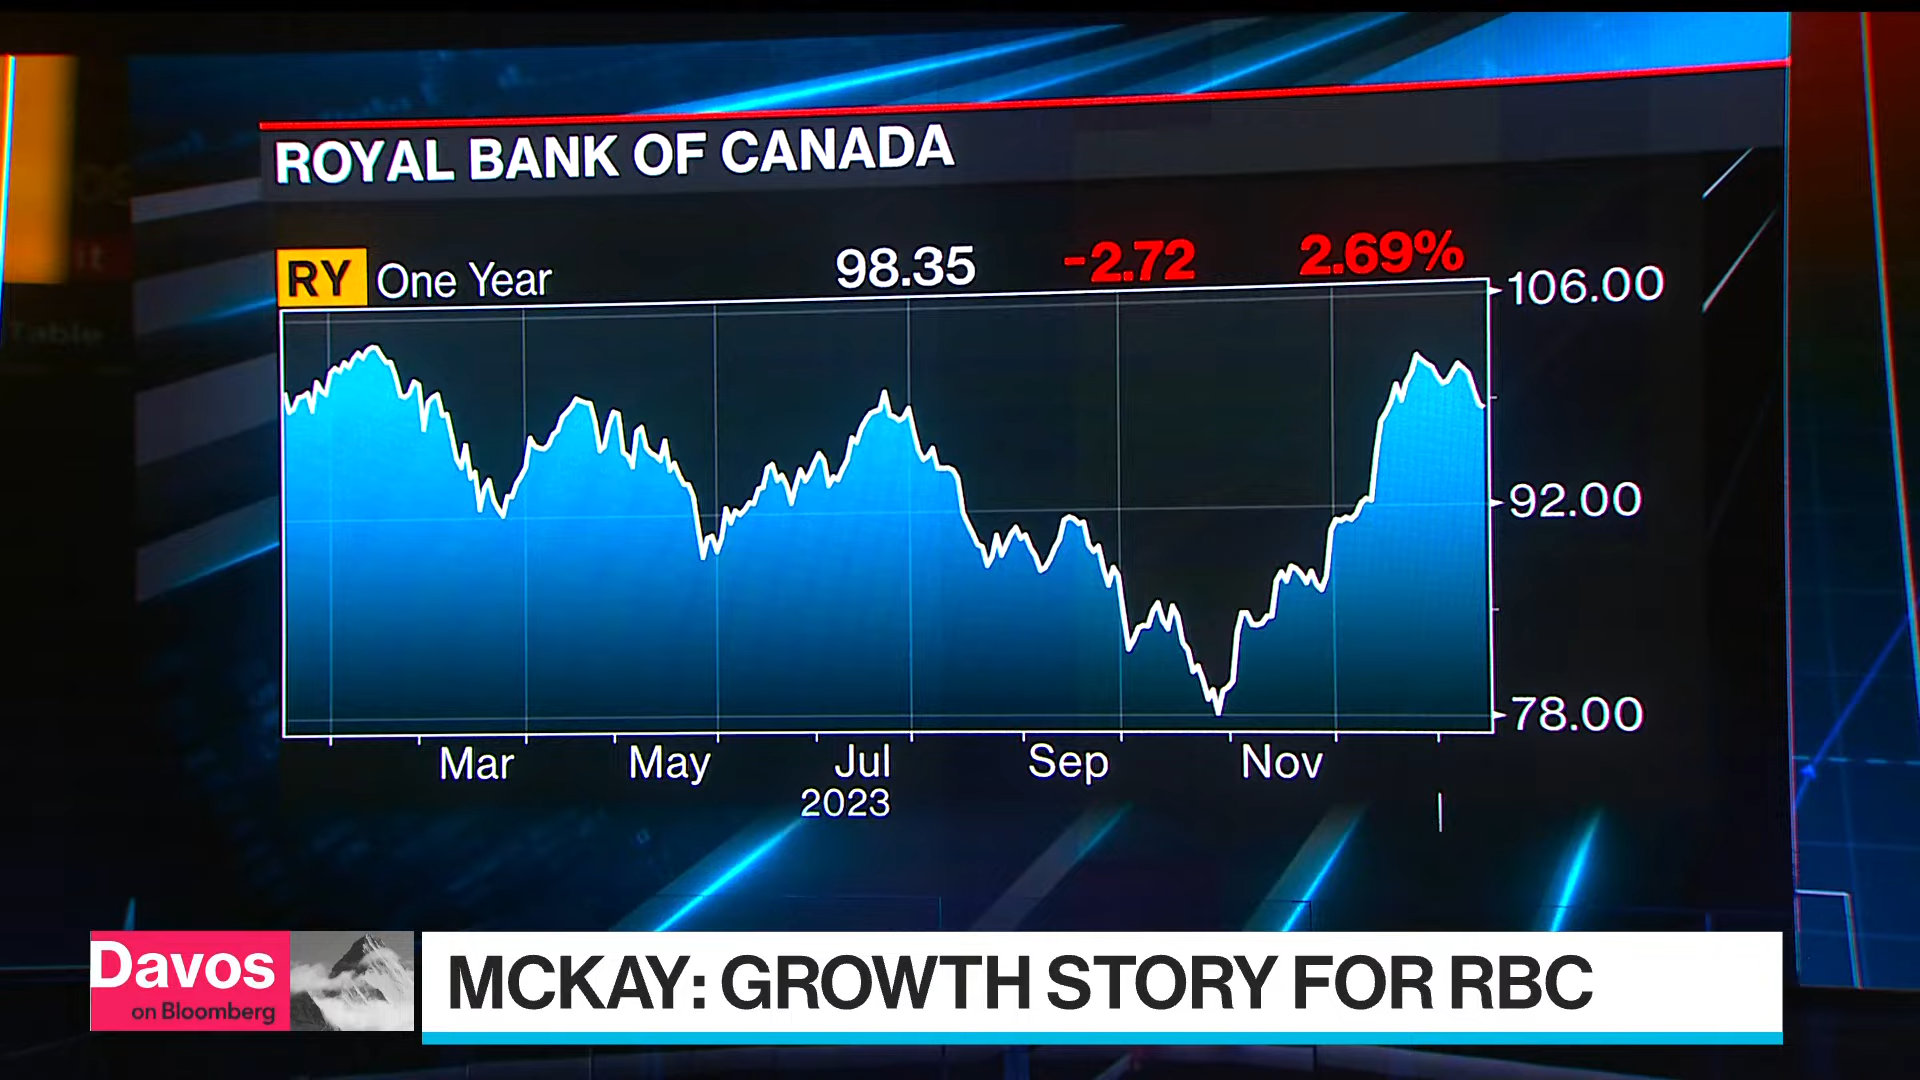 ROYAL BANK OF CANADA
RY One Year 98.35 -2.72 2.69%
106.00
92.00
78.00
Mar May Jul Sep Nov
2023
Davos
on Bloomberg
MCKAY: GROWTH STORY FOR RBC